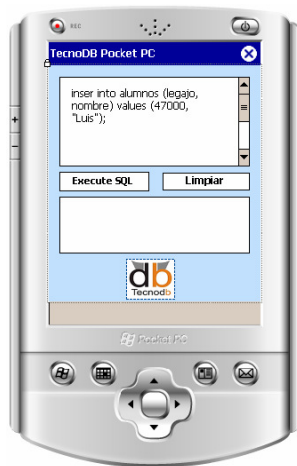 REC
TecnoDB Pocket PC
inser into alumnos (legajo,
nombre) values (47000,
"Luis");
Execute SQL
Limpiar
db
Tecnodb
Pocket PC
+
-